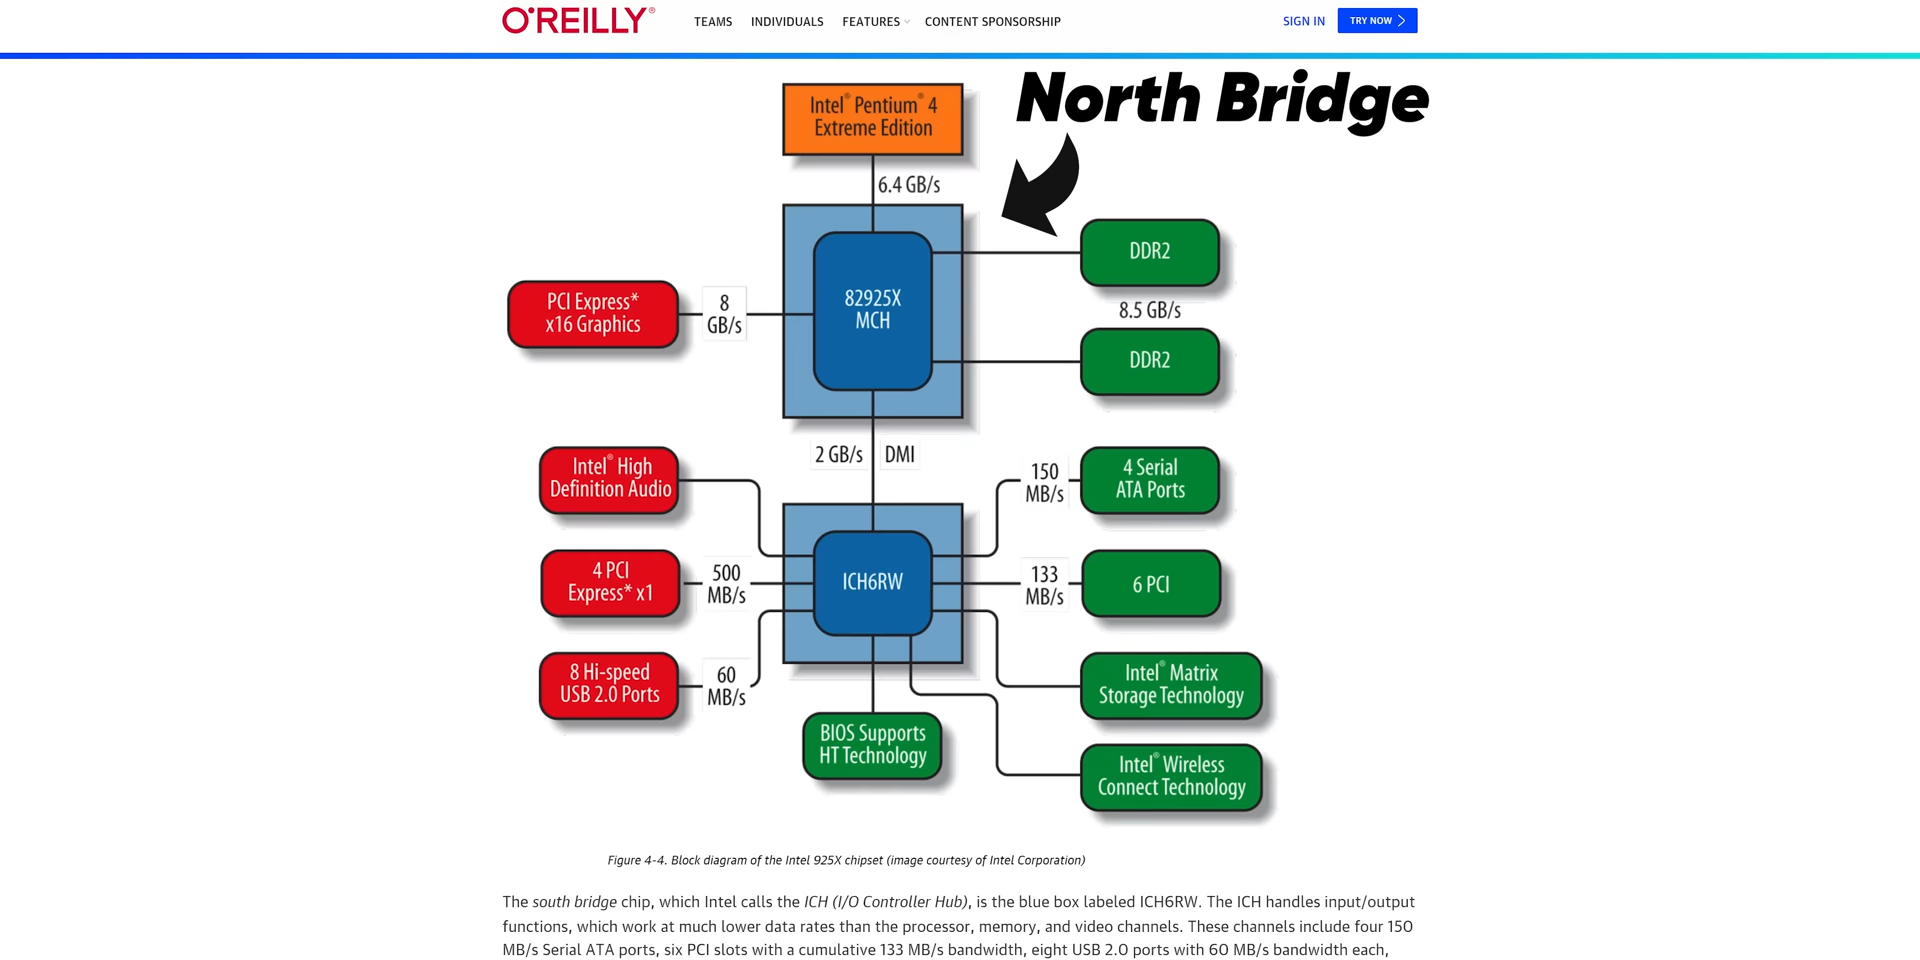 O'REILLY®
TEAMS
INDIVIDUALS
FEATURES
CONTENT SPONSORSHIP
SIGN IN
TRY NOW
North Bridge
Intel® Pentium® 4
Extreme Edition
6.4 GB/s
82925X
MCH
DDR2
8.5 GB/s
DDR2
PCI Express*
x16 Graphics
8
GB/s
2 GB/s
DMI
Intel® High
Definition Audio
150
MB/s
4 Serial
ATA Ports
4 PCI
Express* x1
500
MB/s
ICH6RW
133
MB/s
6 PCI
8 Hi-speed
USB 2.0 Ports
60
MB/s
Intel® Matrix
Storage Technology
BIOS Supports
HT Technology
Intel® Wireless
Connect Technology
Figure 4-4. Block diagram of the Intel 925X chipset (image courtesy of Intel Corporation)
The south bridge chip, which Intel calls the ICH (I/O Controller Hub), is the blue box labeled ICH6RW. The ICH handles input/output
functions, which work at much lower data rates than the processor, memory, and video channels. These channels include four 150
MB/s Serial ATA ports, six PCI slots with a cumulative 133 MB/s bandwidth, eight USB 2.0 ports with 60 MB/s bandwidth each,